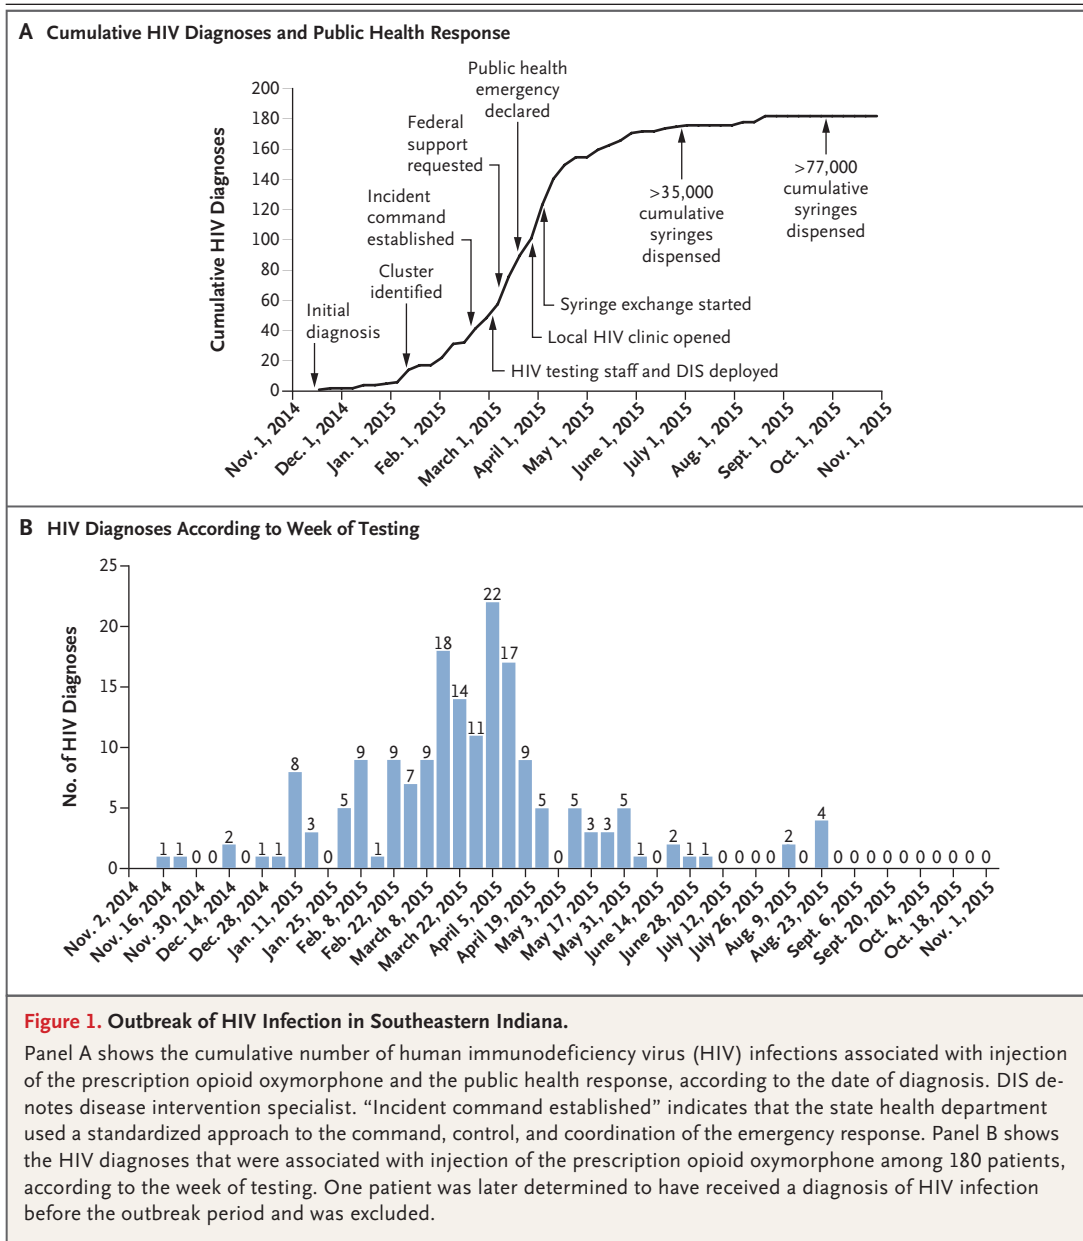 A Cumulative HIV Diagnoses and Public Health Response
Cumulative HIV Diagnoses
200
180
160
140
120
100
80
60
40
20
0
Initial
diagnosis
Cluster
identified
Incident
command
established
Federal
support
requested
Public health
emergency
declared
>35,000
cumulative
syringes
dispensed
>77,000
cumulative
syringes
dispensed
Syringe exchange started
Local HIV clinic opened
HIV testing staff and DIS deployed
Nov. 1, 2014
Dec. 1, 2014
Jan. 1, 2015
Feb. 1, 2015
March 1, 2015
April 1, 2015
May 1, 2015
June 1, 2015
July 1, 2015
Aug. 1, 2015
Sept. 1, 2015
Oct. 1, 2015
Nov. 1, 2015
B HIV Diagnoses According to Week of Testing
No. of HIV Diagnoses
25
20
15
10
5
0
1 1 0 0 2 0 1 1 8 3 0 5 9 1 9 7 9 18 14 11 22 17 9 5 0 5 3 3 5 1 0 2 1 1 0 0 0 0 2 0 4 0 0 0 0 0 0 0 0 0 0
Nov. 2, 2014
Nov. 16, 2014
Nov. 30, 2014
Dec. 14, 2014
Dec. 28, 2014
Jan. 11, 2015
Jan. 25, 2015
Feb. 8, 2015
Feb. 22, 2015
March 8, 2015
March 22, 2015
April 5, 2015
April 19, 2015
May 3, 2015
May 17, 2015
May 31, 2015
June 14, 2015
June 28, 2015
July 12, 2015
July 26, 2015
Aug. 9, 2015
Aug. 23, 2015
Sept. 6, 2015
Sept. 20, 2015
Oct. 4, 2015
Oct. 18, 2015
Nov. 1, 2015
Figure 1. Outbreak of HIV Infection in Southeastern Indiana.
Panel A shows the cumulative number of human immunodeficiency virus (HIV) infections associated with injection
of the prescription opioid oxymorphone and the public health response, according to the date of diagnosis. DIS de-
notes disease intervention specialist. “Incident command established” indicates that the state health department
used a standardized approach to the command, control, and coordination of the emergency response. Panel B shows
the HIV diagnoses that were associated with injection of the prescription opioid oxymorphone among 180 patients,
according to the week of testing. One patient was later determined to have received a diagnosis of HIV infection
before the outbreak period and was excluded.